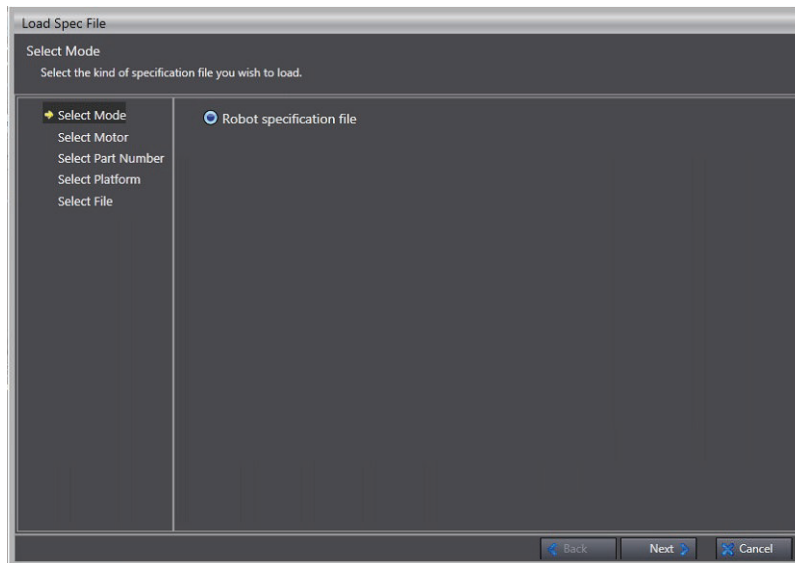 Load Spec File
Select Mode
Select the kind of specification file you wish to load.
Select Mode
Select Motor
Select Part Number
Select Platform
Select File
Robot specification file
Back
Next
Cancel